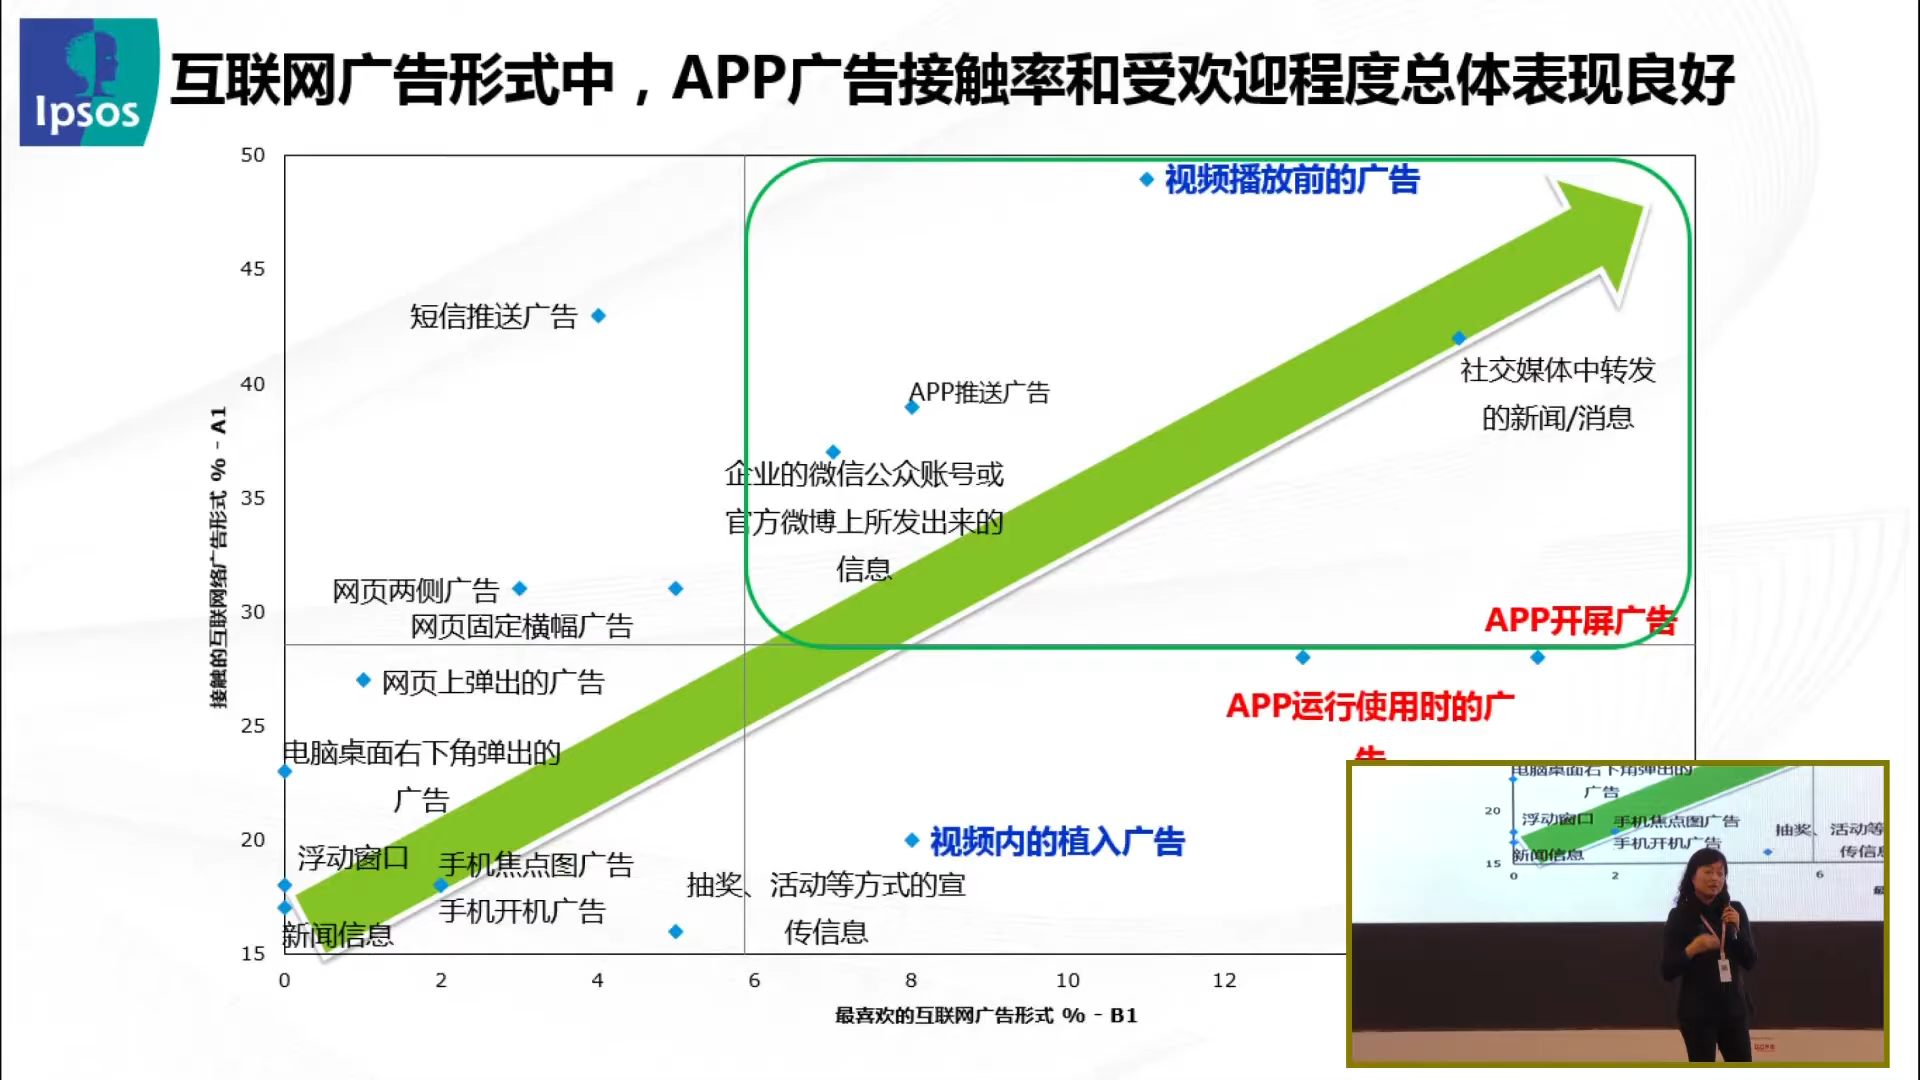 Ipsos
互联网广告形式中，APP广告接触率和受欢迎程度总体表现良好
50
45
40
35
30
25
20
15
接触的互联网络广告形式 % - A1
视频播放前的广告
短信推送广告
APP推送广告
社交媒体中转发
的新闻/消息
企业的微信公众账号或
官方微博上所发出来的
信息
网页两侧广告
网页固定横幅广告
APP开屏广告
网页上弹出的广告
APP运行使用时的广
告
电脑桌面右下角弹出的
广告
视频内的植入广告
浮动窗口
手机焦点图广告
手机开机广告
抽奖、活动等方式的宣
传信息
新闻信息
0
2
4
6
8
10
12
最喜欢的互联网广告形式 % - B1
电脑桌面右下角弹出的
广告
20
浮动窗口
手机焦点图广告
手机开机广告
抽奖、活动等
传信息
新闻信息
15
0
2
6
最